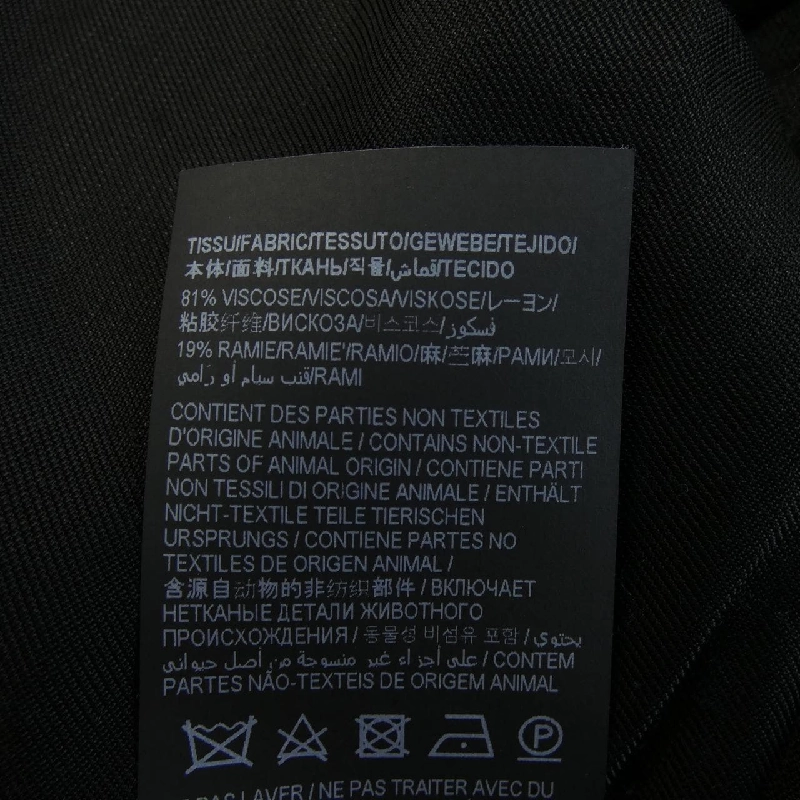 TISSU/FABRIC/TESSUTO/GEWEBE/TEJIDO/
本体/面料/ТКАНЬ/직물/قماش/TECIDO
81% VISCOSE/VISCOSA/VISKOSE/レーヨン/
粘胶纤维/ВИСКОЗА/비스코스/فسكوز
19% RAMIE/RAMIE'/RAMIO/麻/苎麻/РАМИ/모시/
قنب سيام أو رامي/RAMI
CONTIENT DES PARTIES NON TEXTILES
D'ORIGINE ANIMALE / CONTAINS NON-TEXTILE
PARTS OF ANIMAL ORIGIN / CONTIENE PARTI
NON TESSILI DI ORIGINE ANIMALE / ENTHÄLT
NICHT-TEXTILE TEILE TIERISCHEN
URSPRUNGS / CONTIENE PARTES NO
TEXTILES DE ORIGEN ANIMAL /
含源自动物的非纺织部件 / ВКЛЮЧАЕТ
НЕТКАНЫЕ ДЕТАЛИ ЖИВОТНОГО
ПРОИСХОЖДЕНИЯ / 동물성 비섬유 포함 / يحتوي
على أجزاء غير منسوجة من أصل حيواني / CONTEM
PARTES NÃO-TEXTEIS DE ORIGEM ANIMAL
P
PAS LAVER / NE PAS TRAITER AVEC DU